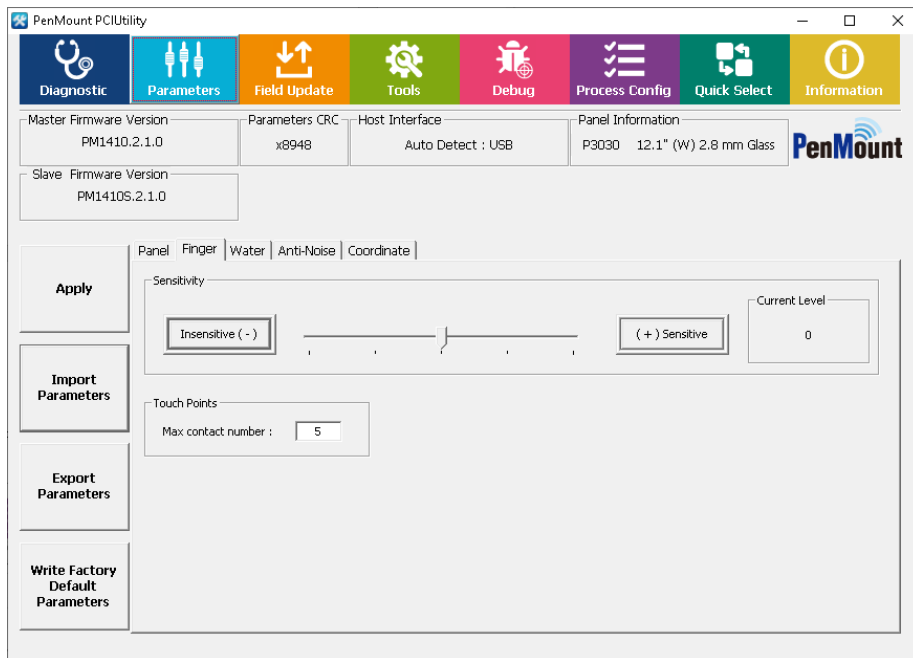 PenMount PCIUtility
Diagnostic
Parameters
Field Update
Tools
Debug
Process Config
Quick Select
Information
Master Firmware Version
PM1410.2.1.0
Parameters CRC
x8948
Host Interface
Auto Detect : USB
Panel Information
P3030 12.1" (W) 2.8 mm Glass
PenMount
Slave Firmware Version
PM1410S.2.1.0
Apply
Import
Parameters
Export
Parameters
Write Factory
Default
Parameters
Panel Finger Water Anti-Noise Coordinate
Sensitivity
Insensitive ( - )
( + ) Sensitive
Current Level
0
Touch Points
Max contact number : 5